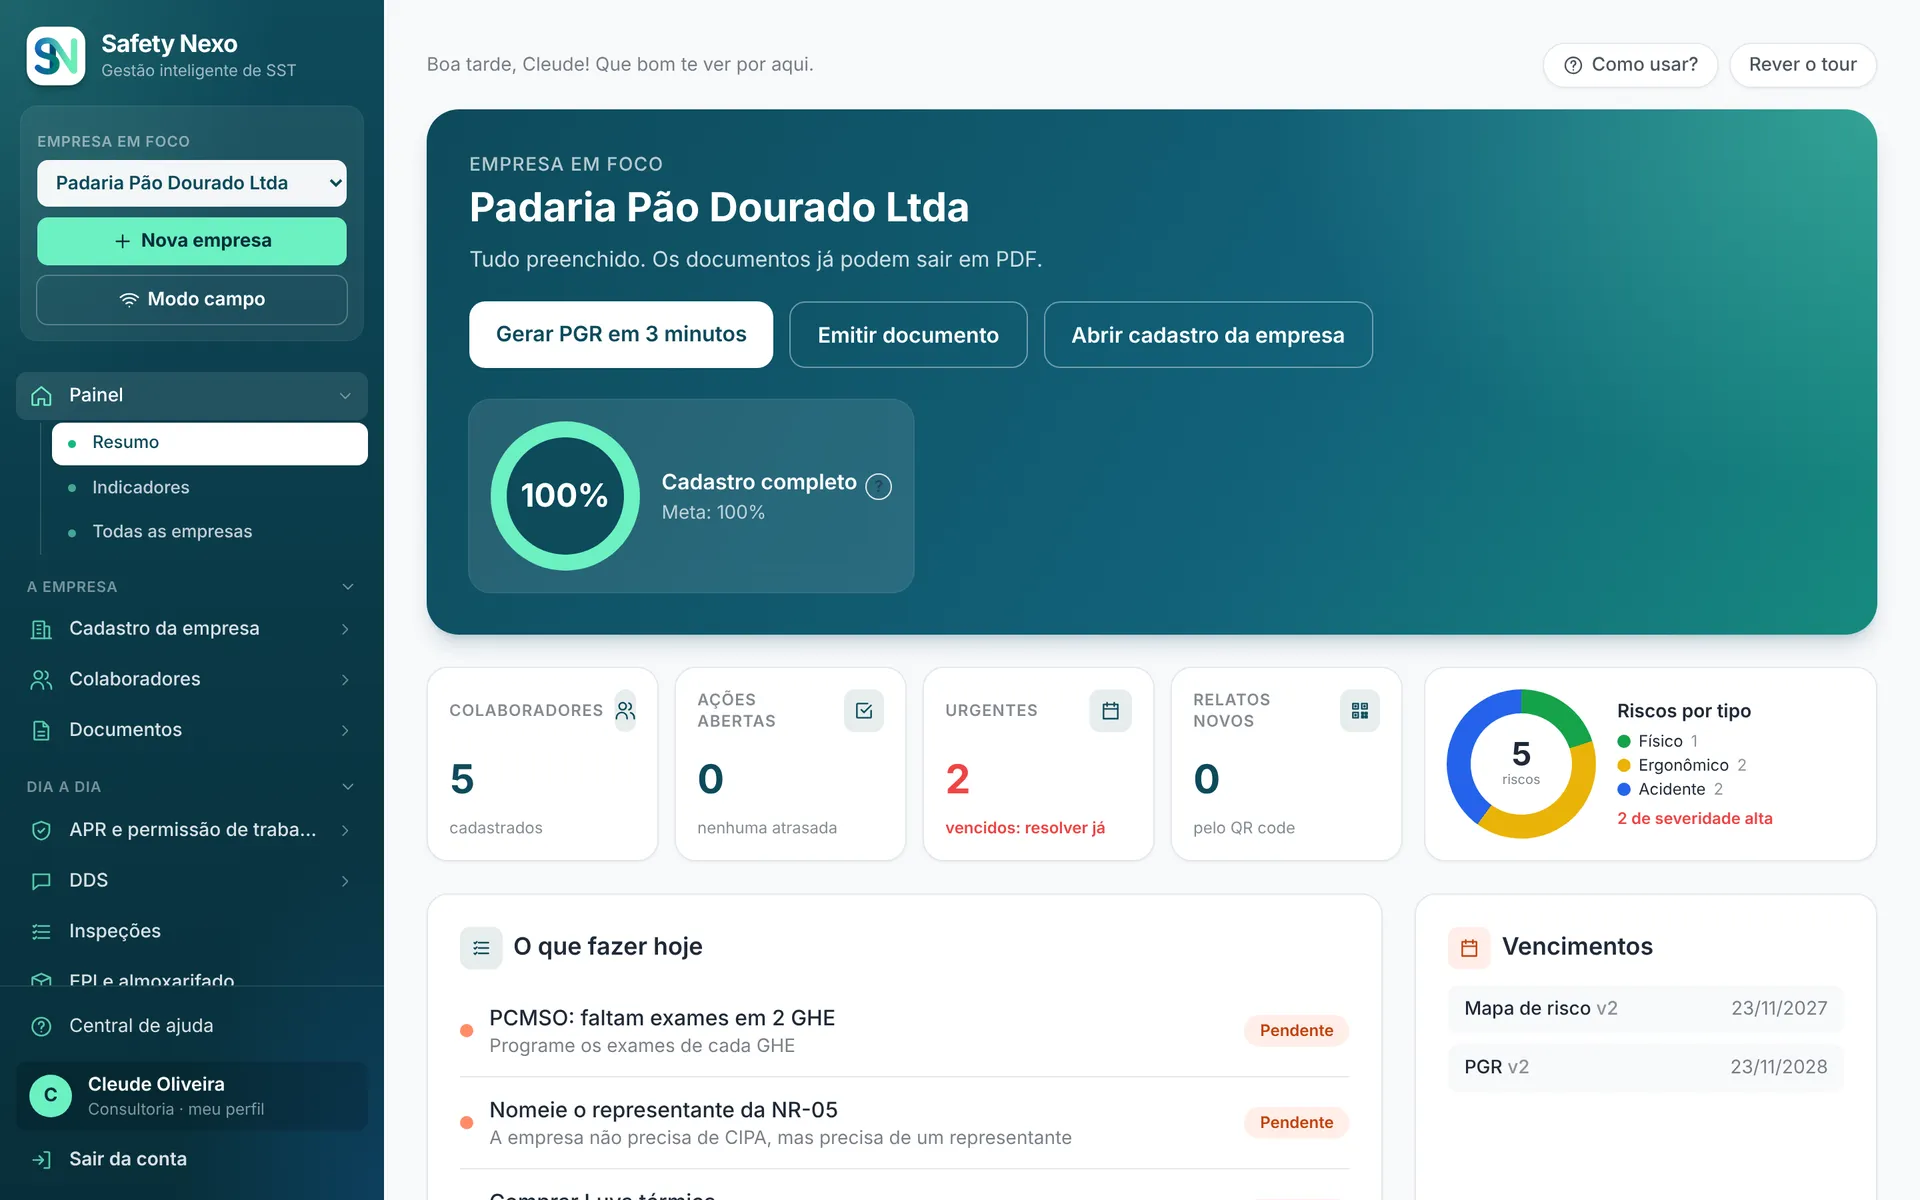 SN
Safety Nexo
Gestão inteligente de SST
EMPRESA EM FOCO
Padaria Pão Dourado Ltda
+ Nova empresa
Modo campo
Painel
Resumo
Indicadores
Todas as empresas
A EMPRESA
Cadastro da empresa
Colaboradores
Documentos
DIA A DIA
APR e permissão de traba...
DDS
Inspeções
EPI e almoxarifado
Central de ajuda
C
Cleude Oliveira
Consultoria · meu perfil
Sair da conta
Boa tarde, Cleude! Que bom te ver por aqui.
Como usar?
Rever o tour
EMPRESA EM FOCO
Padaria Pão Dourado Ltda
Tudo preenchido. Os documentos já podem sair em PDF.
Gerar PGR em 3 minutos
Emitir documento
Abrir cadastro da empresa
100%
Cadastro completo ?
Meta: 100%
COLABORADORES
5
cadastrados
AÇÕES
ABERTAS
0
nenhuma atrasada
URGENTES
2
vencidos: resolver já
RELATOS
NOVOS
0
pelo QR code
5
riscos
Riscos por tipo
Físico 1
Ergonômico 2
Acidente 2
2 de severidade alta
O que fazer hoje
PCMSO: faltam exames em 2 GHE
Programe os exames de cada GHE
Pendente
Nomeie o representante da NR-05
A empresa não precisa de CIPA, mas precisa de um representante
Pendente
Comprar Luva térmica
Vencimentos
Mapa de risco v2 23/11/2027
PGR v2 23/11/2028